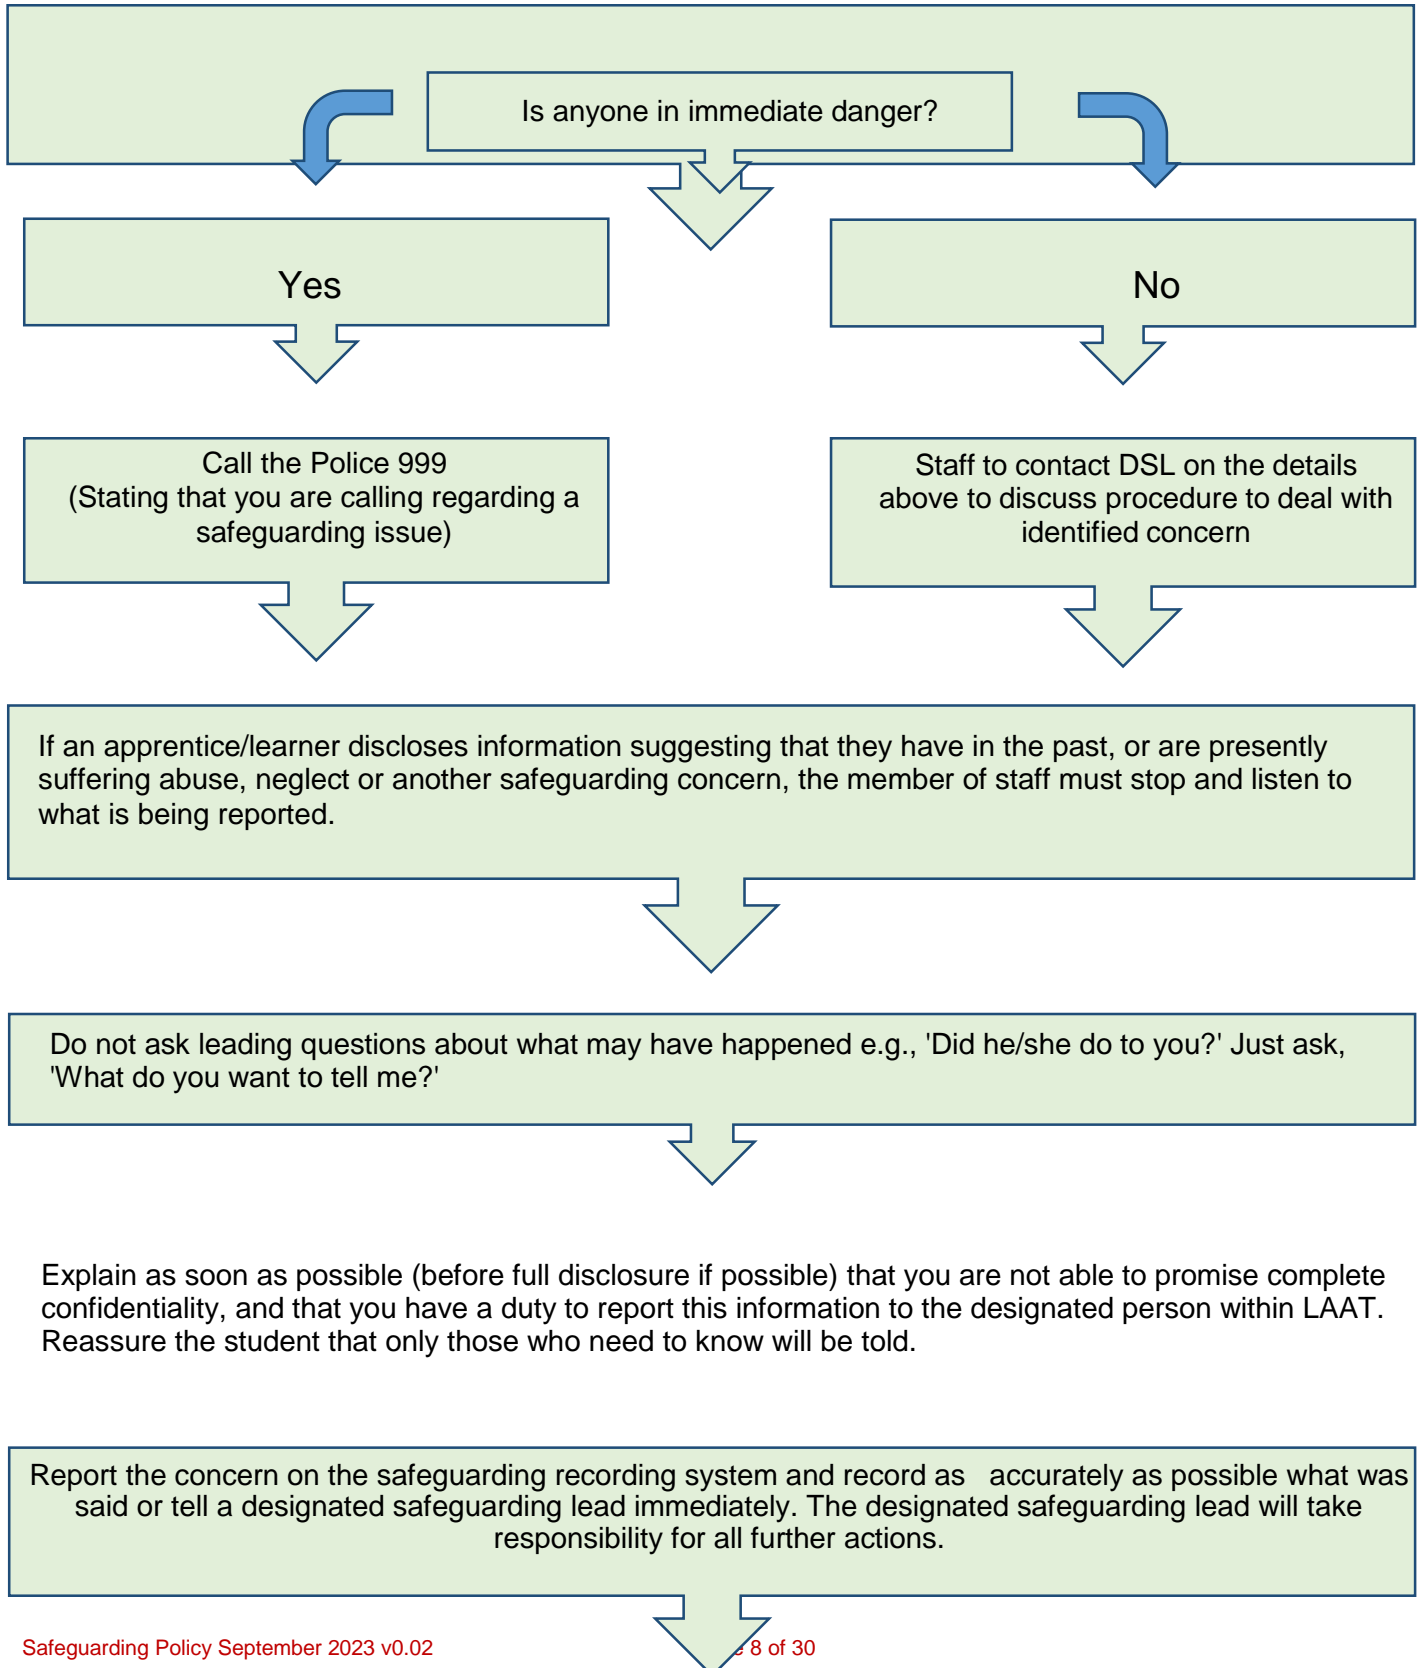 Is anyone in immediate danger?
Yes
No
Call the Police 999
(Stating that you are calling regarding a
safeguarding issue)
Staff to contact DSL on the details
above to discuss procedure to deal with
identified concern
If an apprentice/learner discloses information suggesting that they have in the past, or are presently
suffering abuse, neglect or another safeguarding concern, the member of staff must stop and listen to
what is being reported.
Do not ask leading questions about what may have happened e.g., 'Did he/she do to you?' Just ask,
'What do you want to tell me?'
Explain as soon as possible (before full disclosure if possible) that you are not able to promise complete
confidentiality, and that you have a duty to report this information to the designated person within LAAT.
Reassure the student that only those who need to know will be told.
Report the concern on the safeguarding recording system and record as accurately as possible what was
said or tell a designated safeguarding lead immediately. The designated safeguarding lead will take
responsibility for all further actions.
Safeguarding Policy September 2023 v0.02 8 of 30